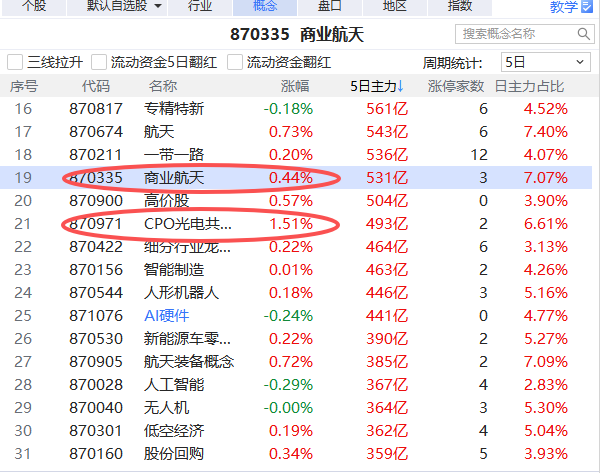 个股 默认自选股 行业 概念 盘口 地区 指数 教学
870335 商业航天 搜索概念名称
三线拉升 流动资金5日翻红 流动资金翻红 周期统计: 5日
序号 代码 名称 涨幅 5日主力↓ 涨停家数 日主力占比
16 870817 专精特新 -0.18% 561亿 6 4.52%
17 870674 航天 0.73% 543亿 6 7.40%
18 870211 一带一路 0.20% 536亿 12 4.07%
19 870335 商业航天 0.44% 531亿 3 7.07%
20 870900 高价股 0.57% 504亿 0 3.90%
21 870971 CPO光电共... 1.51% 493亿 2 6.61%
22 870422 细分行业龙... 0.22% 464亿 6 3.13%
23 870156 智能制造 0.01% 463亿 2 4.26%
24 870544 人形机器人 0.18% 446亿 3 5.16%
25 871076 AI硬件 -0.24% 441亿 0 4.77%
26 870530 新能源车零... 0.22% 390亿 2 5.27%
27 870905 航天装备概念 0.72% 385亿 2 7.09%
28 870028 人工智能 -0.29% 367亿 4 2.83%
29 870040 无人机 -0.00% 364亿 3 5.30%
30 870301 低空经济 0.19% 362亿 4 5.04%
31 870160 股份回购 0.34% 359亿 5 3.93%